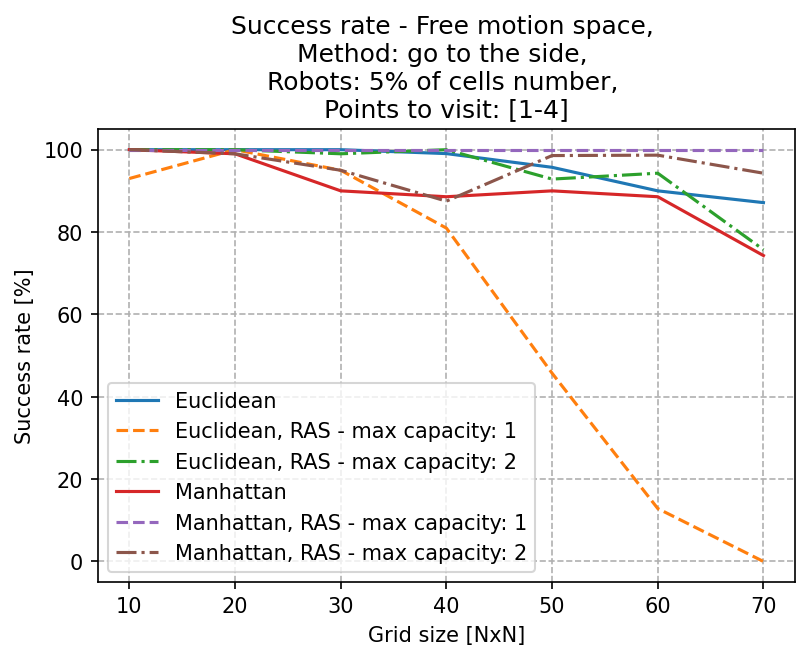 Success rate - Free motion space,
Method: go to the side,
Robots: 5% of cells number,
Points to visit: [1-4]
Success rate [%]
100
80
60
40
20
0
Euclidean
Euclidean, RAS - max capacity: 1
Euclidean, RAS - max capacity: 2
Manhattan
Manhattan, RAS - max capacity: 1
Manhattan, RAS - max capacity: 2
10 20 30 40 50 60 70
Grid size [NxN]